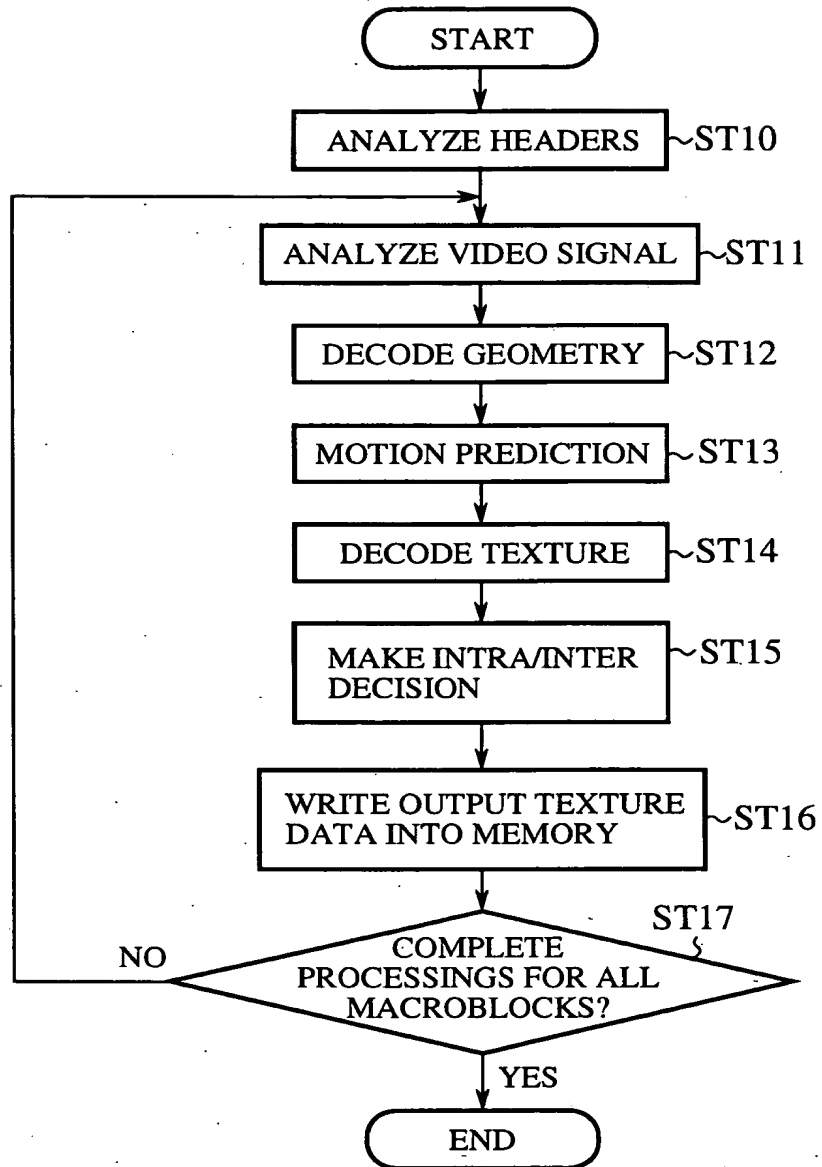 START
ANALYZE HEADERS
ST10
ANALYZE VIDEO SIGNAL
ST11
DECODE GEOMETRY
ST12
MOTION PREDICTION
ST13
DECODE TEXTURE
ST14
MAKE INTRA/INTER
DECISION
ST15
WRITE OUTPUT TEXTURE
DATA INTO MEMORY
ST16
ST17
NO
COMPLETE
PROCESSINGS FOR ALL
MACROBLOCKS?
YES
END